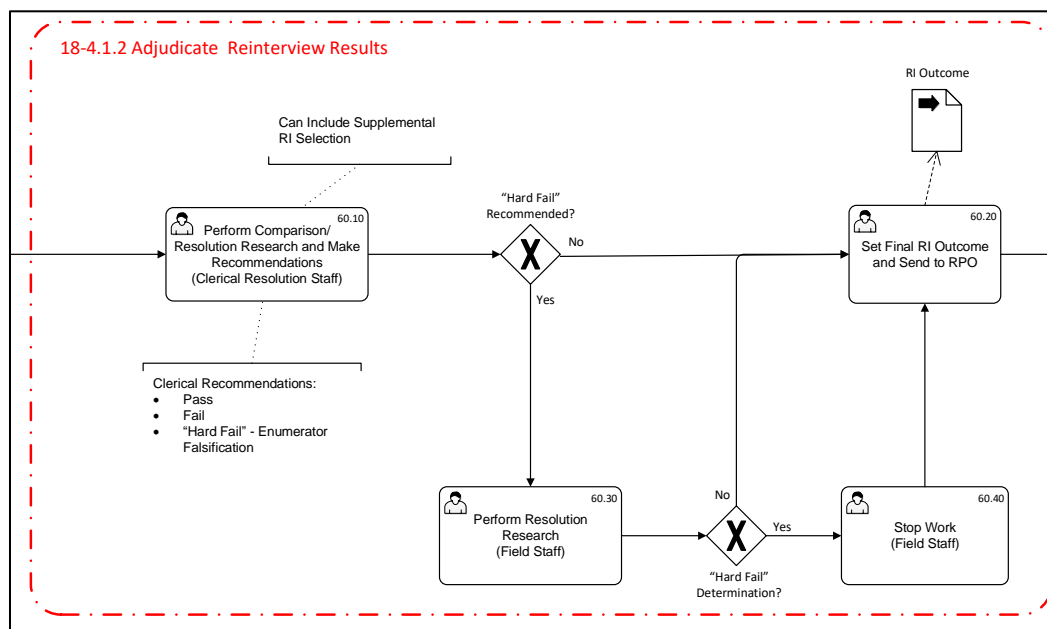 18-4.1.2 Adjudicate Reinterview Results
RI Outcome
Can Include Supplemental
RI Selection
“Hard Fail”
Recommended?
60.10
Perform Comparison/
Resolution Research and Make
Recommendations
(Clerical Resolution Staff)
X
No
Yes
60.20
Set Final RI Outcome
and Send to RPO
Clerical Recommendations:
• Pass
• Fail
• “Hard Fail” - Enumerator
Falsification
60.30
Perform Resolution
Research
(Field Staff)
No
X
Yes
“Hard Fail”
Determination?
60.40
Stop Work
(Field Staff)